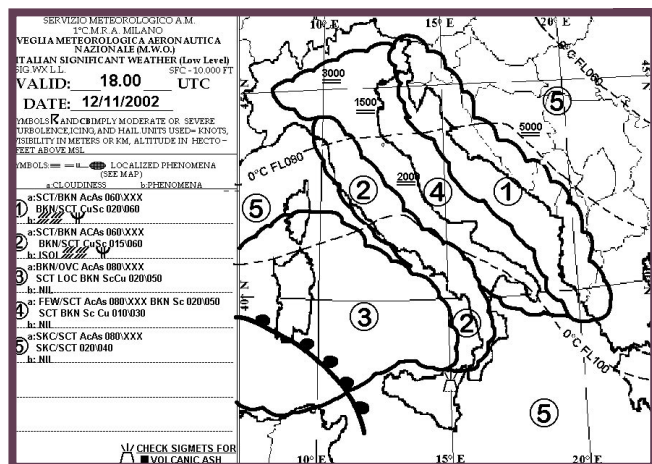 SERVIZIO METEOROLOGICO A.M.
1°C.M.R.A. MILANO
VEGLIA METEOROLOGICA AERONAUTICA
NAZIONALE (M.W.O.)
ITALIAN SIGNIFICANT WEATHER (Low Level)
SIG.WX L.L. SFC - 10.000 FT
VALID: 18.00 UTC
DATE: 12/11/2002
YMBOLS AND CB IMPLY MODERATE OR SEVERE
TURBOLENCE,ICING, AND HAIL UNITS USED= KNOTS,
VISIBILITY IN METERS OR KM, ALTITUDE IN HECTO-
FEET ABOVE MSL
YMBOLS: LOCALIZED PHENOMENA
(SEE MAP)
a:CLOUDINESS b:PHENOMENA
1 a:SCT/BKN AcAs 060\XXX
BKN/SCT CuSc 020\060
b:
2 a:SCT/BKN AcAs 060\XXX
BKN/SCT CuSc 015\060
b: ISOL
3 a:BKN/OVC AcAs 080\XXX
SCT LOC BKN ScCu 020\050
b: NIL
4 a: FEW/SCT AcAs 080\XXX BKN Sc 020\050
SCT BKN Sc Cu 010\030
b: NIL
5 a:SKC/SCT AcAs 080\XXX
SKC/SCT 020\040
b: NIL
CHECK SIGMETS FOR
VOLCANIC ASH
10°E
15°E
20°E
45°N
45°N
40°N
40°N
10°E
15°E
20°E
3000
1500
2000
5000
0°C FL080
0°C FL080
0°C FL100
5
2
4
1
5
3
2
5